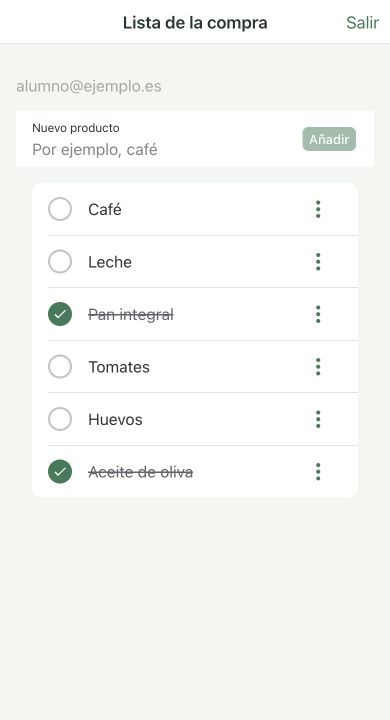 Lista de la compra
Salir
alumno@ejemplo.es
Nuevo producto
Por ejemplo, café
Añadir
Café
Leche
Pan integral
Tomates
Huevos
Aceite de oliva